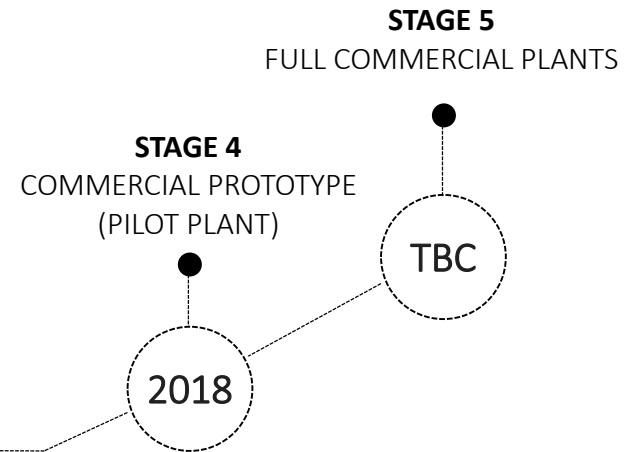 STAGE 5
FULL COMMERCIAL PLANTS
STAGE 4
COMMERCIAL PROTOTYPE
(PILOT PLANT)
TBC
2018